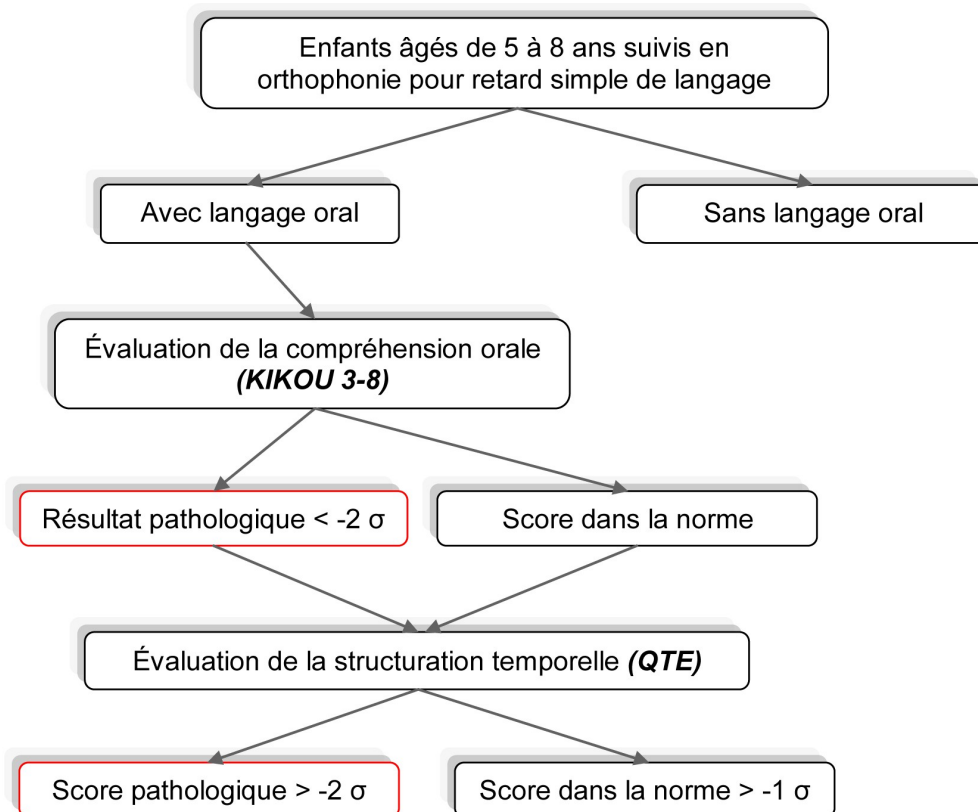 Enfants âgés de 5 à 8 ans suivis en
orthophonie pour retard simple de langage
Avec langage oral
Sans langage oral
Évaluation de la compréhension orale
(KIKOU 3-8)
Résultat pathologique < -2 σ
Score dans la norme
Évaluation de la structuration temporelle (QTE)
Score pathologique > -2 σ
Score dans la norme > -1 σ